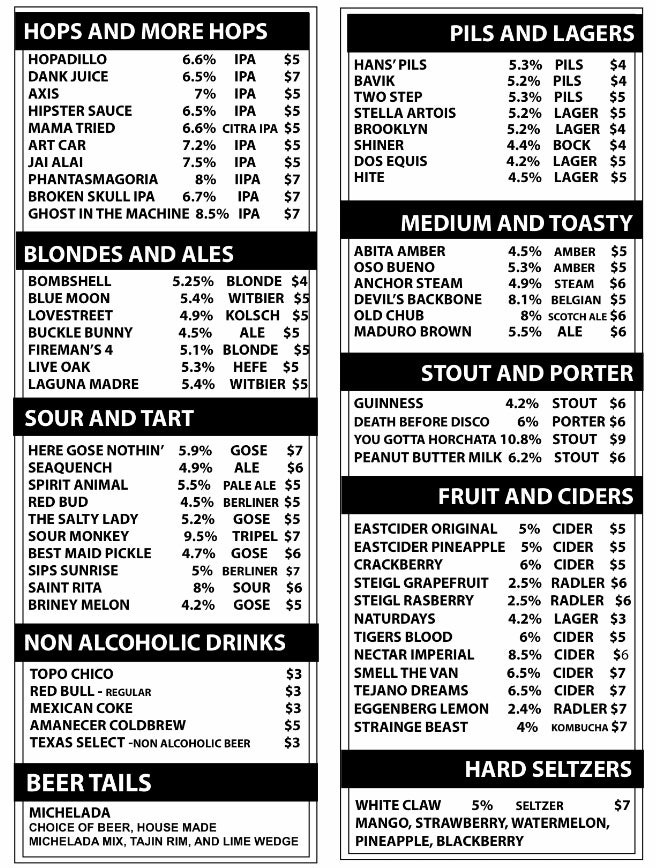 HOPS AND MORE HOPS
HOPADILLO 6.6% IPA $5
DANK JUICE 6.5% IPA $7
AXIS 7% IPA $5
HIPSTER SAUCE 6.5% IPA $5
MAMA TRIED 6.6% CITRA IPA $5
ART CAR 7.2% IPA $5
JAI ALAI 7.5% IPA $5
PHANTASMAGORIA 8% IIPA $7
BROKEN SKULL IPA 6.7% IPA $7
GHOST IN THE MACHINE 8.5% IPA $7
BLONDES AND ALES
BOMBSHELL 5.25% BLONDE $4
BLUE MOON 5.4% WITBIER $5
LOVESTREET 4.9% KOLSCH $5
BUCKLE BUNNY 4.5% ALE $5
FIREMAN'S 4 5.1% BLONDE $5
LIVE OAK 5.3% HEFE $5
LAGUNA MADRE 5.4% WITBIER $5
SOUR AND TART
HERE GOSE NOTHIN' 5.9% GOSE $7
SEAQUENCH 4.9% ALE $6
SPIRIT ANIMAL 5.5% PALE ALE $5
RED BUD 4.5% BERLINER $5
THE SALTY LADY 5.2% GOSE $5
SOUR MONKEY 9.5% TRIPEL $7
BEST MAID PICKLE 4.7% GOSE $6
SIPS SUNRISE 5% BERLINER $7
SAINT RITA 8% SOUR $6
BRINEY MELON 4.2% GOSE $5
NON ALCOHOLIC DRINKS
TOPO CHICO $3
RED BULL - REGULAR $3
MEXICAN COKE $3
AMANECER COLDBREW $5
TEXAS SELECT -NON ALCOHOLIC BEER $3
BEER TAILS
MICHELADA
CHOICE OF BEER, HOUSE MADE
MICHELADA MIX, TAJIN RIM, AND LIME WEDGE
PILS AND LAGERS
HANS' PILS 5.3% PILS $4
BAVIK 5.2% PILS $4
TWO STEP 5.3% PILS $5
STELLA ARTOIS 5.2% LAGER $5
BROOKLYN 5.2% LAGER $4
SHINER 4.4% BOCK $4
DOS EQUIS 4.2% LAGER $5
HITE 4.5% LAGER $5
MEDIUM AND TOASTY
ABITA AMBER 4.5% AMBER $5
OSO BUENO 5.3% AMBER $5
ANCHOR STEAM 4.9% STEAM $6
DEVIL'S BACKBONE 8.1% BELGIAN $5
OLD CHUB 8% SCOTCH ALE $6
MADURO BROWN 5.5% ALE $6
STOUT AND PORTER
GUINNESS 4.2% STOUT $6
DEATH BEFORE DISCO 6% PORTER $6
YOU GOTTA HORCHATA 10.8% STOUT $9
PEANUT BUTTER MILK 6.2% STOUT $6
FRUIT AND CIDERS
EASTCIDER ORIGINAL 5% CIDER $5
EASTCIDER PINEAPPLE 5% CIDER $5
CRACKBERRY 6% CIDER $5
STEIGL GRAPEFRUIT 2.5% RADLER $6
STEIGL RASBERRY 2.5% RADLER $6
NATURDAYS 4.2% LAGER $3
TIGERS BLOOD 6% CIDER $5
NECTAR IMPERIAL 8.5% CIDER $6
SMELL THE VAN 6.5% CIDER $7
TEJANO DREAMS 6.5% CIDER $7
EGGENBERG LEMON 2.4% RADLER $7
STRAINGE BEAST 4% KOMBUCHA $7
HARD SELTZERS
WHITE CLAW 5% SELTZER $7
MANGO, STRAWBERRY, WATERMELON,
PINEAPPLE, BLACKBERRY